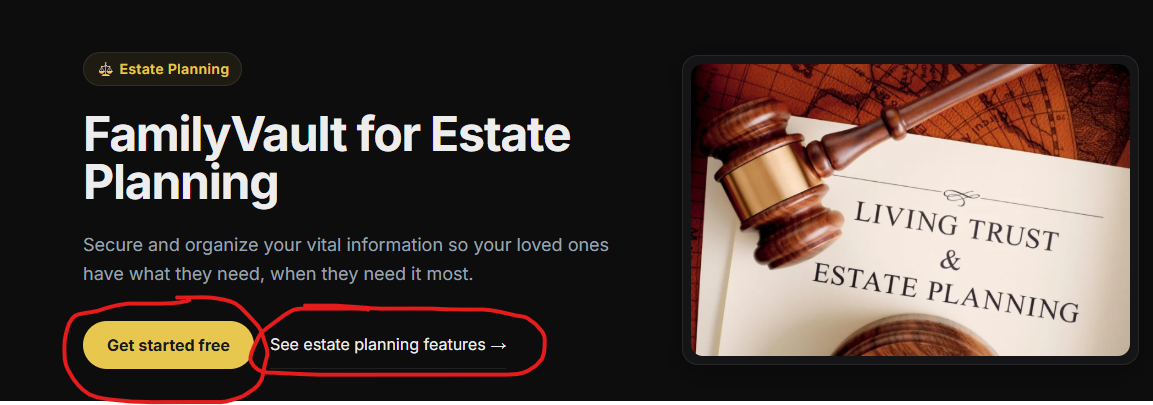 Estate Planning
FamilyVault for Estate
Planning
Secure and organize your vital information so your loved ones
have what they need, when they need it most.
Get started free
See estate planning features →
LIVING TRUST
&
ESTATE PLANNING